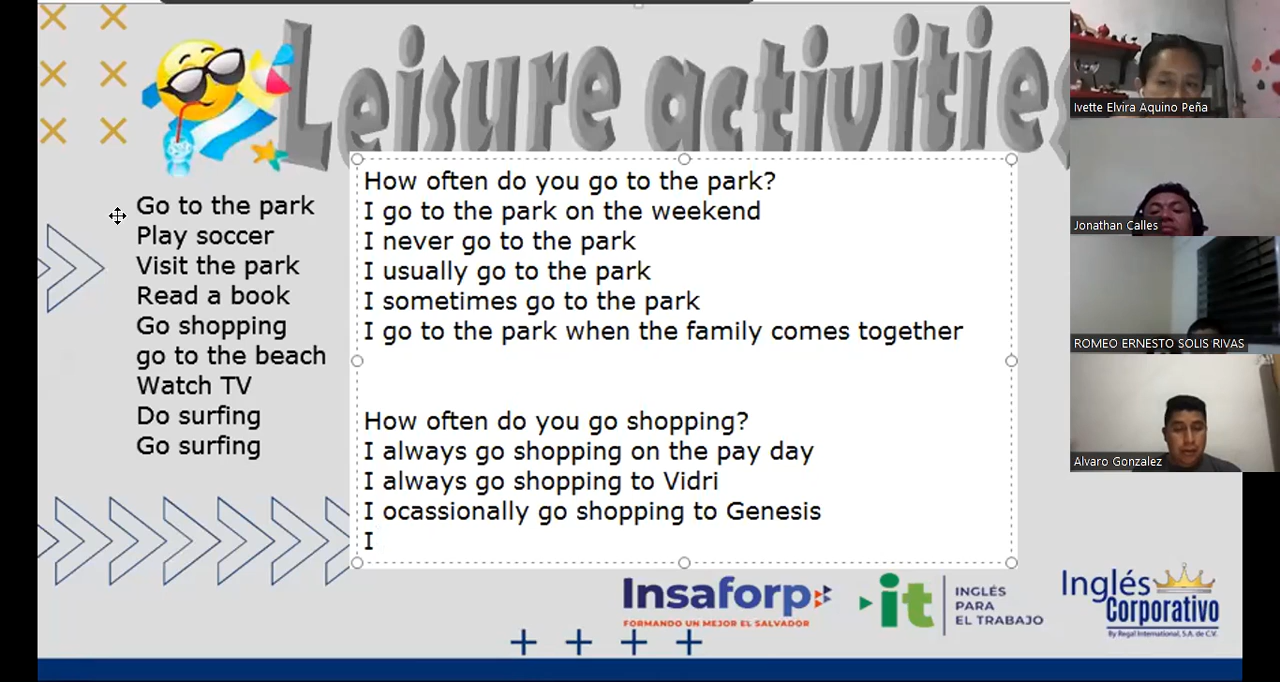 Leisure activities
Go to the park
Play soccer
Visit the park
Read a book
Go shopping
go to the beach
Watch TV
Do surfing
Go surfing
How often do you go to the park?
I go to the park on the weekend
I never go to the park
I usually go to the park
I sometimes go to the park
I go to the park when the family comes together
How often do you go shopping?
I always go shopping on the pay day
I always go shopping to Vidri
I ocassionally go shopping to Genesis
I
Insaforp
FORMANDO UN MEJOR EL SALVADOR
it
INGLÉS
PARA
EL TRABAJO
Inglés
Corporativo
By Regal International, S.A. de C.V.
Ivette Elvira Aquino Peña
Jonathan Calles
ROMEO ERNESTO SOLIS RIVAS
Alvaro Gonzalez